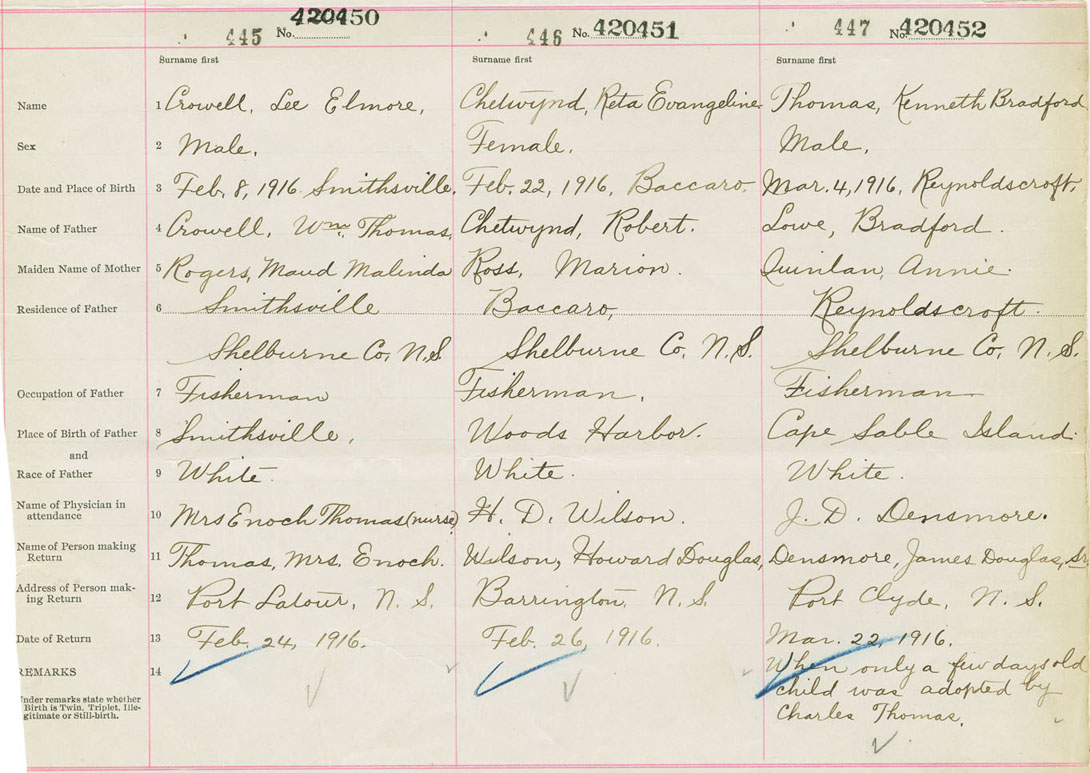 445 No. 420450 446 No. 420451 447 No. 420452
Surname first Surname first Surname first
Name 1 Crowell, Lee Elmore, Chetwynd, Reta Evangeline Thomas, Kenneth Bradford
Sex 2 Male. Female. Male.
Date and Place of Birth 3 Feb. 8, 1916 Smithsville. Feb. 22, 1916, Baccaro. Mar. 4, 1916, Reynoldscroft.
Name of Father 4 Crowell, Wm. Thomas. Chetwynd, Robert. Lowe, Bradford.
Maiden Name of Mother 5 Rogers, Maud Malinda Ross, Marion. Quinlan, Annie.
Residence of Father 6 Smithsville Baccaro, Reynoldscroft.
Shelburne Co, N.S Shelburne Co, N.S. Shelburne Co, N.S.
Occupation of Father 7 Fisherman Fisherman, Fisherman
Place of Birth of Father 8 Smithsville, Woods Harbor. Cape Sable Island.
and
Race of Father 9 White. White. White.
Name of Physician in
attendance 10 Mrs Enoch Thomas (nurse) H. D. Wilson. J. D. Densmore.
Name of Person making
Return 11 Thomas, Mrs. Enoch. Wilson, Howard Douglas, Densmore, James Douglas, Sr.
Address of Person mak-
ing Return 12 Port Latour, N. S. Barrington, N.S. Port Clyde, N. S.
Date of Return 13 Feb. 24, 1916. Feb. 26, 1916. Mar. 22, 1916.
REMARKS 14 When only a few days old
child was adopted by
Charles Thomas.
Under remarks state whether
Birth is Twin, Triplet, Ille-
gitimate or Still-birth.